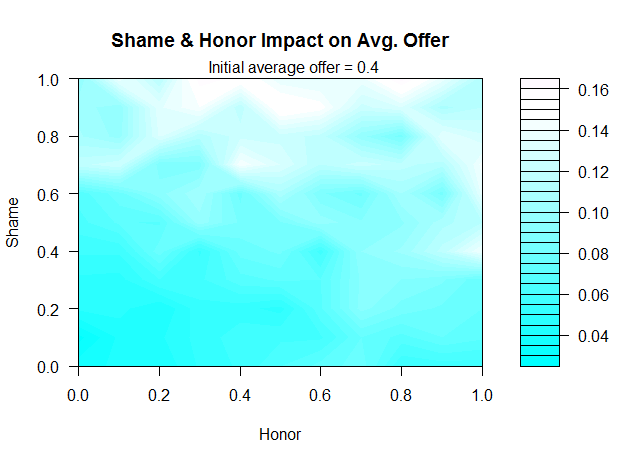 Shame & Honor Impact on Avg. Offer
Initial average offer = 0.4
1.0
0.8
0.6
0.4
0.2
0.0
Shame
0.0 0.2 0.4 0.6 0.8 1.0
Honor
0.16
0.14
0.12
0.10
0.08
0.06
0.04